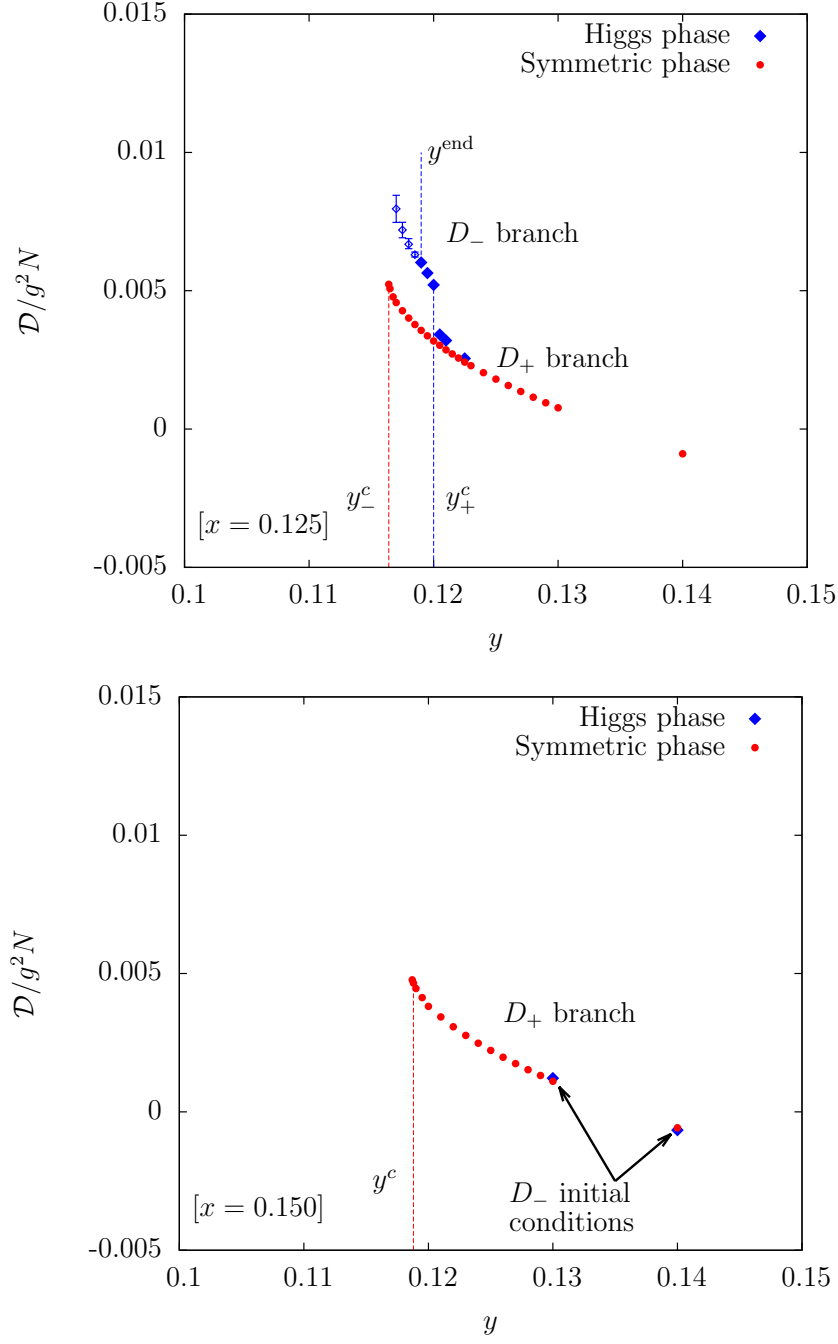 0.015
Higgs phase
Symmetric phase
0.01
y^end
D_− branch
𝒟/g²N
0.005
D_+ branch
0
y^c_−
y^c_+
[x = 0.125]
-0.005
0.1 0.11 0.12 0.13 0.14 0.15
y
0.015
Higgs phase
Symmetric phase
0.01
𝒟/g²N
0.005
D_+ branch
0
y^c
D_− initial
conditions
[x = 0.150]
-0.005
0.1 0.11 0.12 0.13 0.14 0.15
y